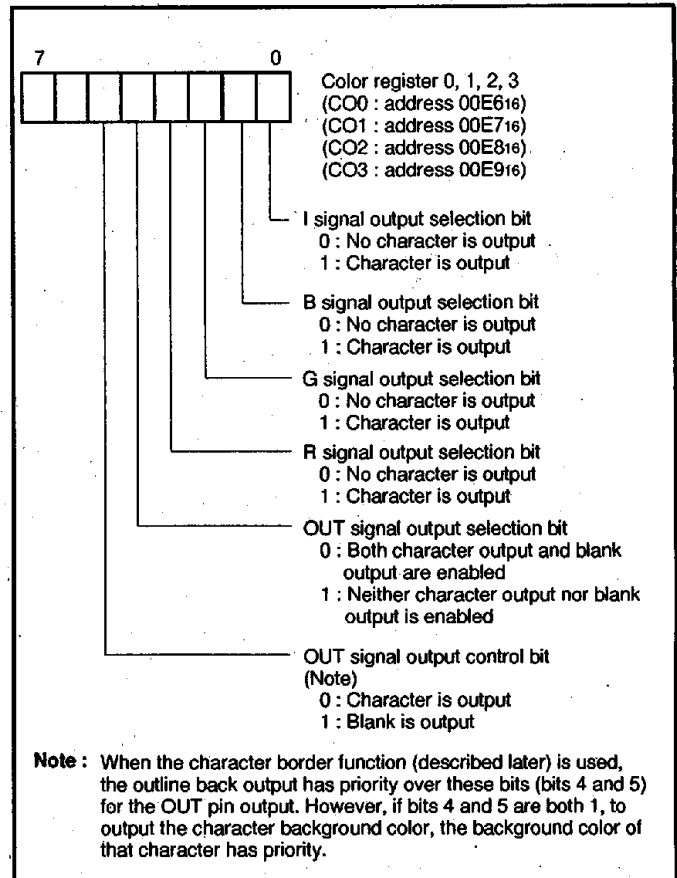 7 0
Color register 0, 1, 2, 3
(CO0 : address 00E616)
(CO1 : address 00E716)
(CO2 : address 00E816)
(CO3 : address 00E916)
I signal output selection bit
0 : No character is output
1 : Character is output
B signal output selection bit
0 : No character is output
1 : Character is output
G signal output selection bit
0 : No character is output
1 : Character is output
R signal output selection bit
0 : No character is output
1 : Character is output
OUT signal output selection bit
0 : Both character output and blank
output are enabled
1 : Neither character output nor blank
output is enabled
OUT signal output control bit
(Note)
0 : Character is output
1 : Blank is output
Note : When the character border function (described later) is used,
the outline back output has priority over these bits (bits 4 and 5)
for the OUT pin output. However, if bits 4 and 5 are both 1, to
output the character background color, the background color of
that character has priority.